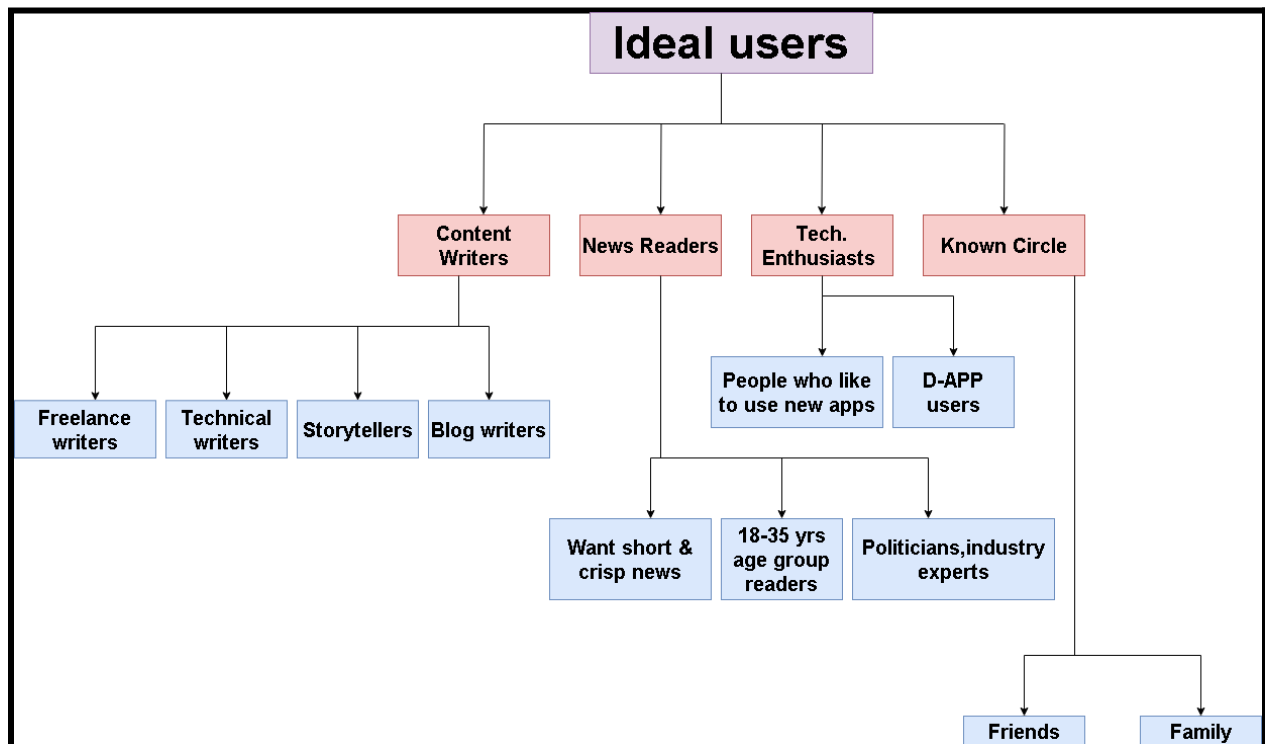 Ideal users
Content
Writers
News Readers
Tech.
Enthusiasts
Known Circle
Freelance
writers
Technical
writers
Storytellers
Blog writers
People who like
to use new apps
D-APP
users
Want short &
crisp news
18-35 yrs
age group
readers
Politicians,industry
experts
Friends
Family